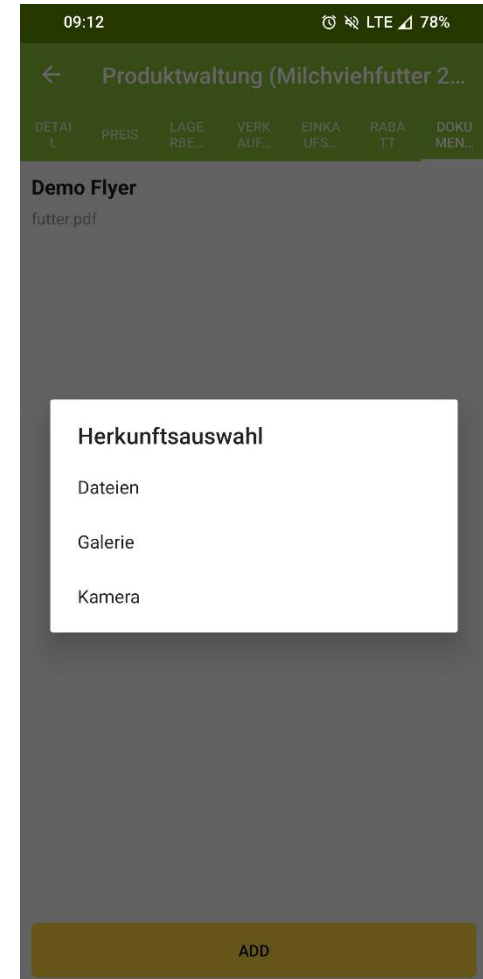 09:12 LTE 78%
Produktwaltung (Milchviehfutter 2...
DETAI
L
PREIS
LAGE
RBE...
VERK
AUF...
EINKA
UFS...
RABA
TT
DOKU
MEN...
Demo Flyer
futter.pdf
Herkunftsauswahl
Dateien
Galerie
Kamera
ADD